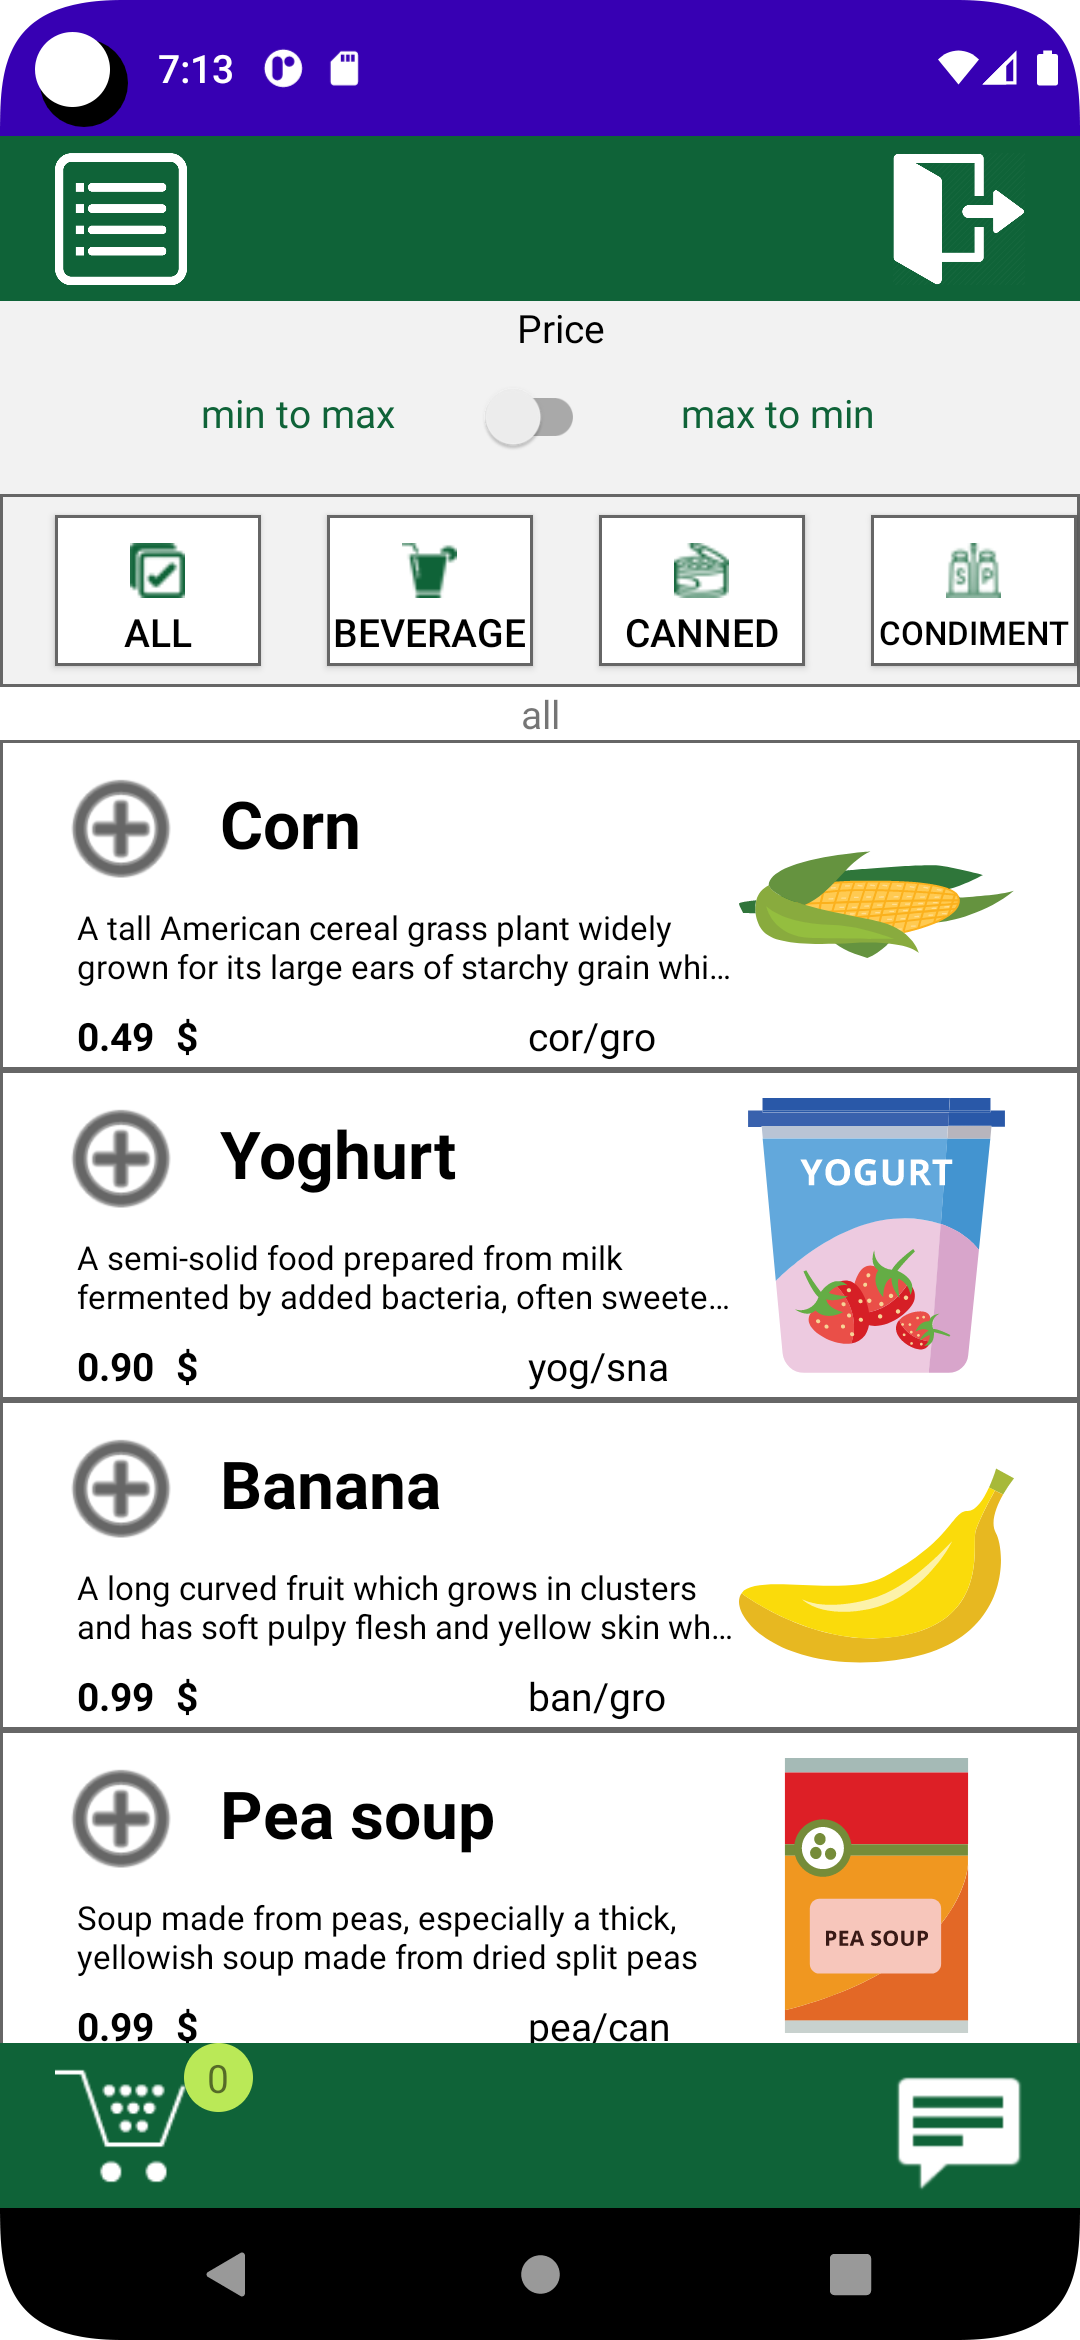 7:13
Price
min to max
max to min
ALL
BEVERAGE
CANNED
CONDIMENT
all
Corn
A tall American cereal grass plant widely
grown for its large ears of starchy grain whi...
0.49 $
cor/gro
Yoghurt
YOGURT
A semi-solid food prepared from milk
fermented by added bacteria, often sweete...
0.90 $
yog/sna
Banana
A long curved fruit which grows in clusters
and has soft pulpy flesh and yellow skin wh...
0.99 $
ban/gro
Pea soup
Soup made from peas, especially a thick,
yellowish soup made from dried split peas
PEA SOUP
0.99 $
pea/can
0